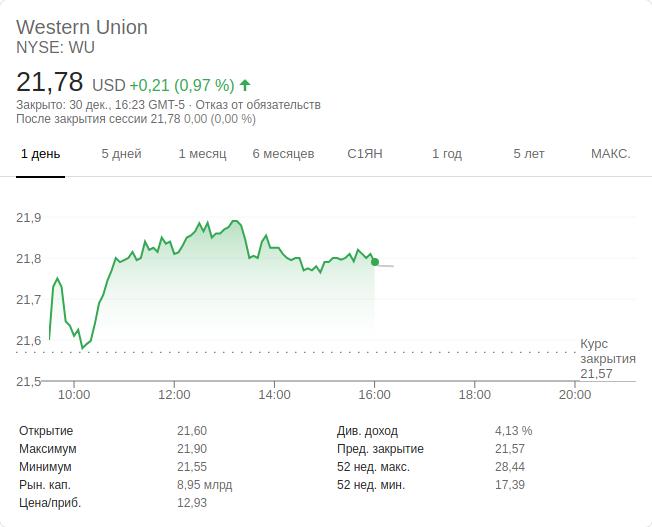 Western Union
NYSE: WU
21,78 USD +0,21 (0,97 %)
Закрыто: 30 дек., 16:23 GMT-5 · Отказ от обязательств
После закрытия сессии 21,78 0,00 (0,00 %)
1 день 5 дней 1 месяц 6 месяцев С1ЯН 1 год 5 лет МАКС.
21,9
21,8
21,7
21,6
Курс
закрытия
21,57
21,5
10:00 12:00 14:00 16:00 18:00 20:00
Открытие 21,60 Див. доход 4,13 %
Максимум 21,90 Пред. закрытие 21,57
Минимум 21,55 52 нед. макс. 28,44
Рын. кап. 8,95 млрд 52 нед. мин. 17,39
Цена/приб. 12,93